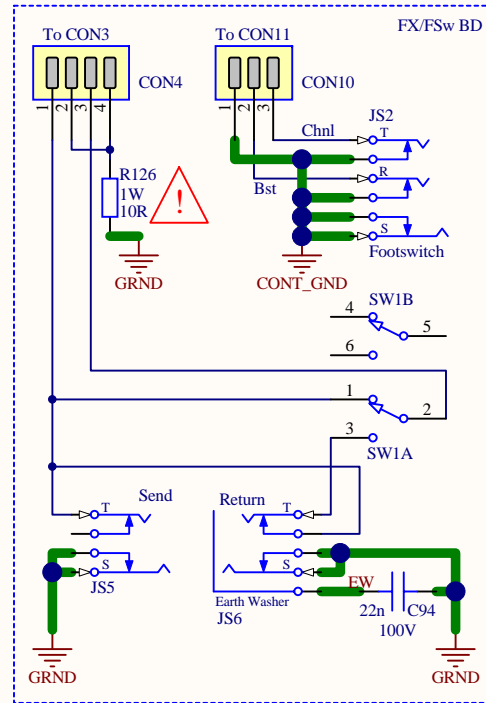 FX/FSw BD
To CON3
CON4
1
2
3
4
R126
1W
10R
!
GRND
To CON11
CON10
1
2
3
JS2
Chnl
T
R
Bst
S
Footswitch
CONT_GND
SW1B
4
5
6
1
2
3
SW1A
Send
T
S
JS5
GRND
Return
T
S
Earth Washer
JS6
EW
22n
C94
100V
GRND